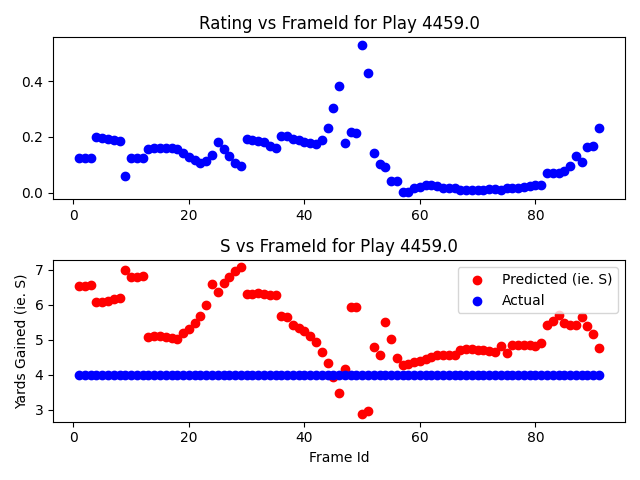 Rating vs FrameId for Play 4459.0
0.4
0.2
0.0
0 20 40 60 80
S vs FrameId for Play 4459.0
7
6
5
4
3
Yards Gained (ie. S)
Predicted (ie. S)
Actual
0 20 40 60 80
Frame Id